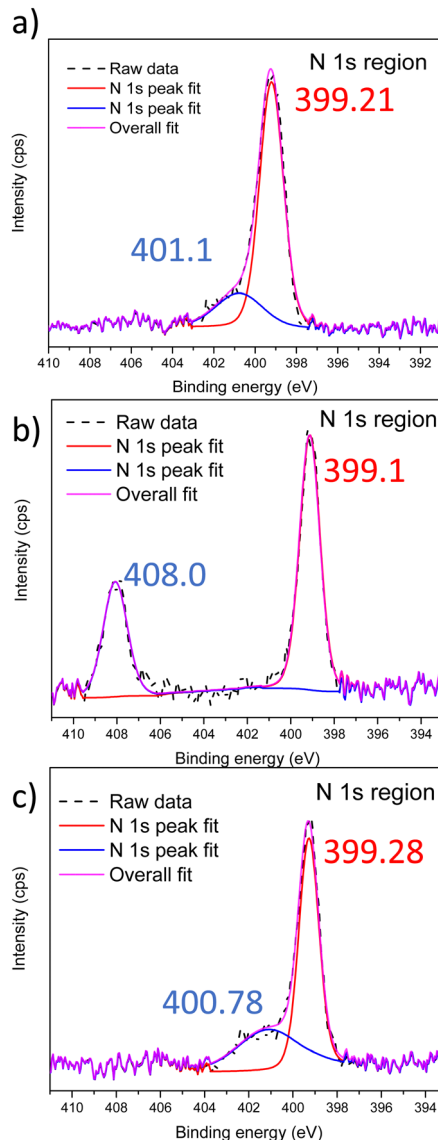 a)
Raw data
N 1s peak fit
N 1s peak fit
Overall fit
N 1s region
399.21
401.1
Intensity (cps)
410 408 406 404 402 400 398 396 394 392
Binding energy (eV)
b)
Raw data
N 1s peak fit
N 1s peak fit
Overall fit
N 1s region
399.1
408.0
Intensity (cps)
410 408 406 404 402 400 398 396 394
Binding energy (eV)
c)
Raw data
N 1s peak fit
N 1s peak fit
Overall fit
N 1s region
399.28
400.78
Intensity (cps)
410 408 406 404 402 400 398 396 394
Binding energy (eV)